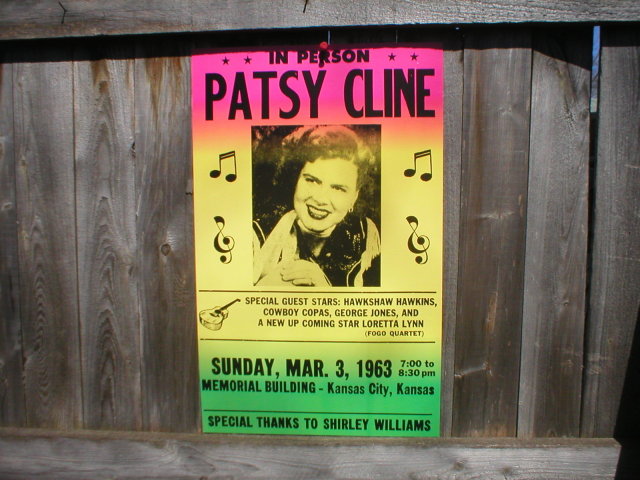 IN PERSON
PATSY CLINE
SPECIAL GUEST STARS: HAWKSHAW HAWKINS,
COWBOY COPAS, GEORGE JONES, AND
A NEW UP COMING STAR LORETTA LYNN
(FOGO QUARTET)
SUNDAY, MAR. 3, 1963 7:00 to 8:30 pm
MEMORIAL BUILDING - Kansas City, Kansas
SPECIAL THANKS TO SHIRLEY WILLIAMS